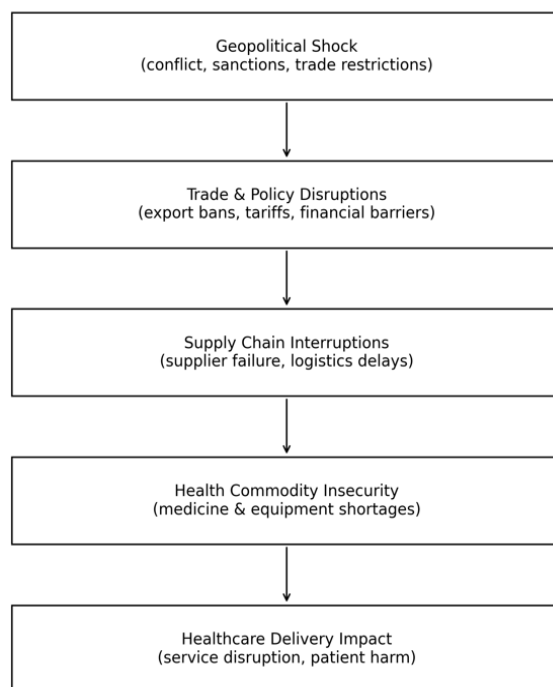 Geopolitical Shock
(conflict, sanctions, trade restrictions)
Trade & Policy Disruptions
(export bans, tariffs, financial barriers)
Supply Chain Interruptions
(supplier failure, logistics delays)
Health Commodity Insecurity
(medicine & equipment shortages)
Healthcare Delivery Impact
(service disruption, patient harm)